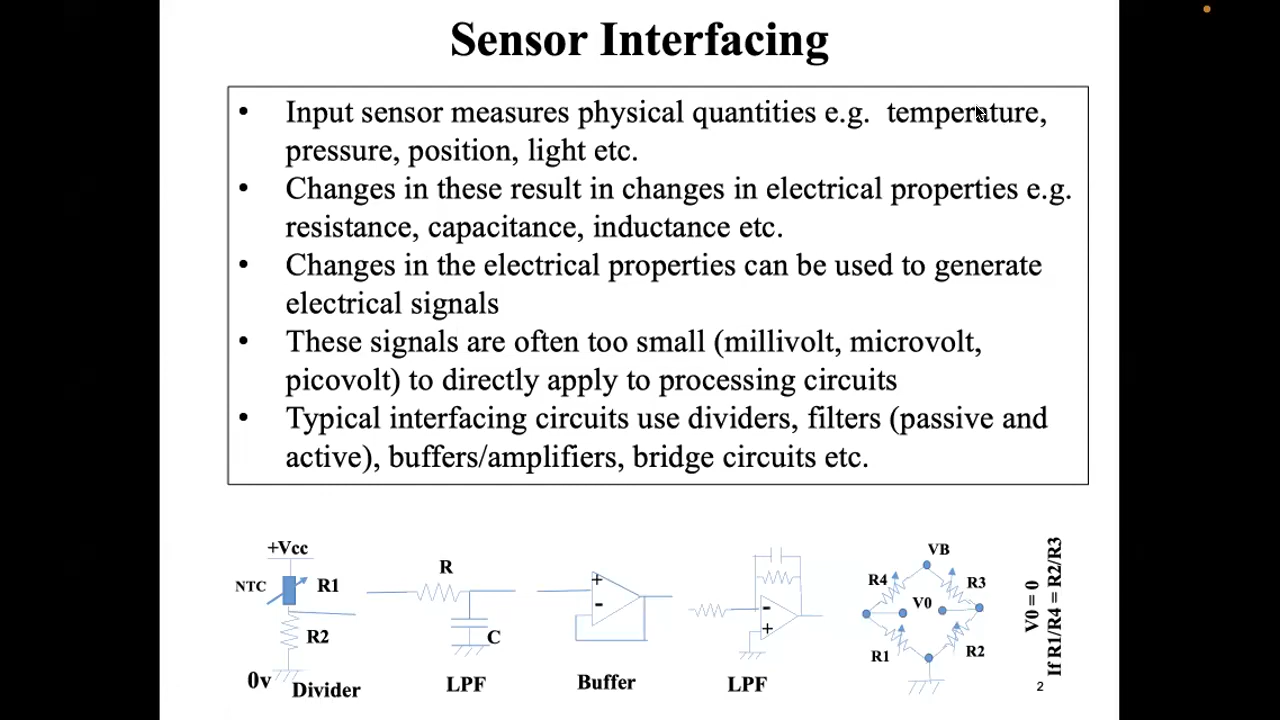 Sensor Interfacing
• Input sensor measures physical quantities e.g. temperature,
pressure, position, light etc.
• Changes in these result in changes in electrical properties e.g.
resistance, capacitance, inductance etc.
• Changes in the electrical properties can be used to generate
electrical signals
• These signals are often too small (millivolt, microvolt,
picovolt) to directly apply to processing circuits
• Typical interfacing circuits use dividers, filters (passive and
active), buffers/amplifiers, bridge circuits etc.
+Vcc
NTC
R1
R2
0v
Divider
R
C
LPF
+
-
Buffer
-
+
LPF
VB
R4
R3
V0
R1
R2
V0 = 0
If R1/R4 = R2/R3
2